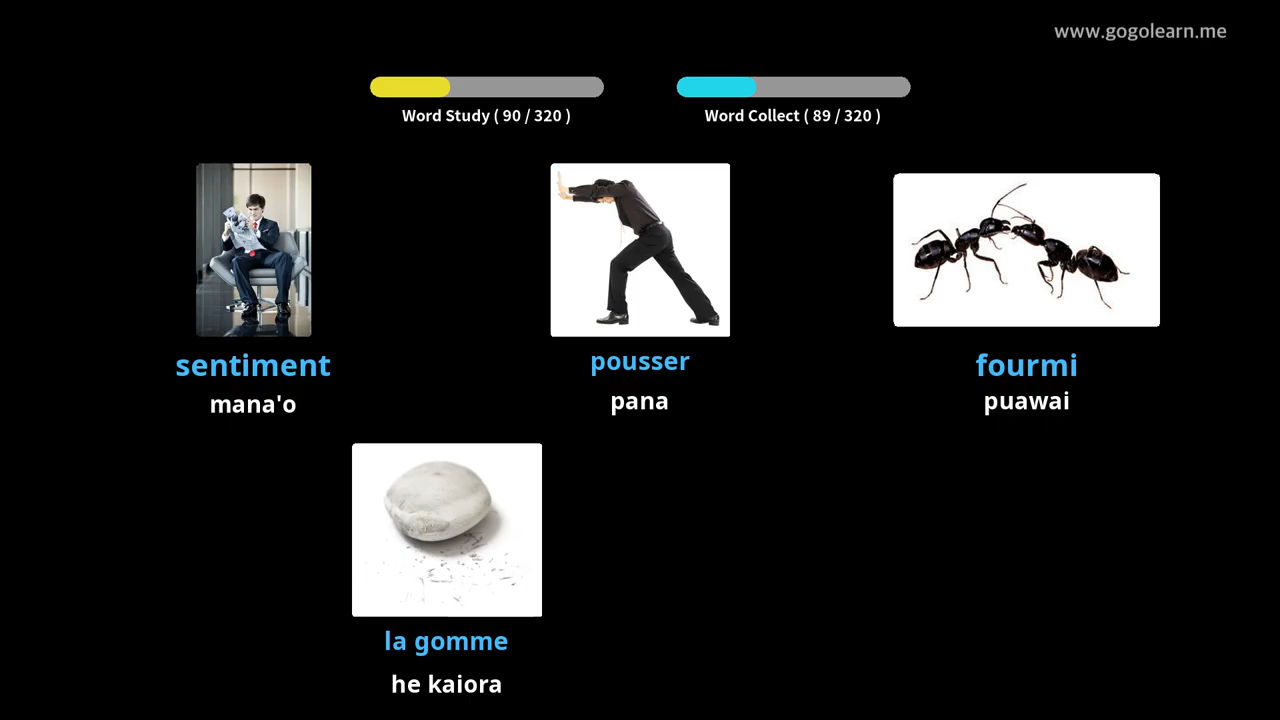 www.gogolearn.me
Word Study ( 90 / 320 )
Word Collect ( 89 / 320 )
sentiment
mana'o
pousser
pana
fourmi
puawai
la gomme
he kaiora